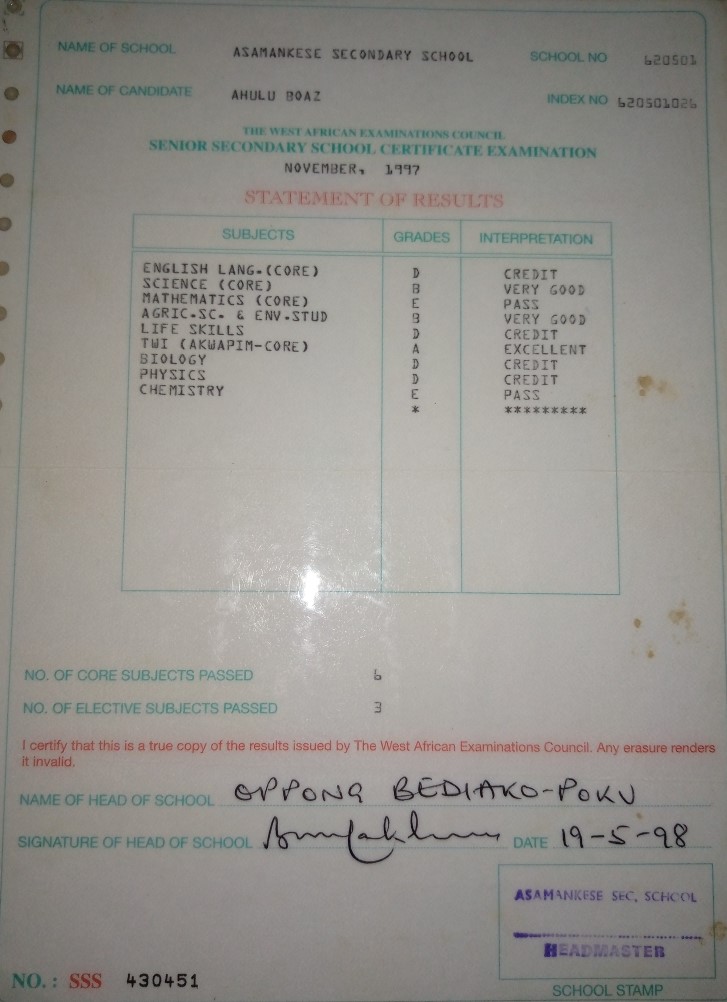 NAME OF SCHOOL ASAMANKESE SECONDARY SCHOOL SCHOOL NO 620501
NAME OF CANDIDATE AHULU BOAZ INDEX NO 620501026
THE WEST AFRICAN EXAMINATIONS COUNCIL
SENIOR SECONDARY SCHOOL CERTIFICATE EXAMINATION
NOVEMBER, 1997
STATEMENT OF RESULTS
SUBJECTS GRADES INTERPRETATION
ENGLISH LANG.(CORE) D CREDIT
SCIENCE (CORE) B VERY GOOD
MATHEMATICS (CORE) E PASS
AGRIC.SC. & ENV.STUD B VERY GOOD
LIFE SKILLS D CREDIT
TWI (AKWAPIM-CORE) A EXCELLENT
BIOLOGY D CREDIT
PHYSICS D CREDIT
CHEMISTRY E PASS
* *********
NO. OF CORE SUBJECTS PASSED 6
NO. OF ELECTIVE SUBJECTS PASSED 3
I certify that this is a true copy of the results issued by The West African Examinations Council. Any erasure renders
it invalid.
NAME OF HEAD OF SCHOOL OPPONG BEDIAKO-POKU
SIGNATURE OF HEAD OF SCHOOL DATE 19-5-98
ASAMANKESE SEC, SCHOOL
HEADMASTER
NO.: SSS 430451
SCHOOL STAMP